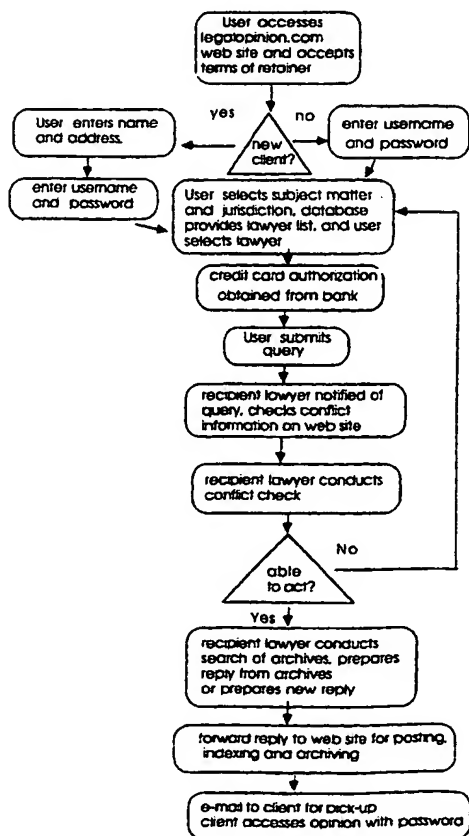 User accesses
legalopinion.com
web site and accepts
terms of retainer
yes
no
new
client?
User enters name
and address.
enter username
and password
enter username
and password
User selects subject matter
and jurisdiction, database
provides lawyer list, and user
selects lawyer
credit card authorization
obtained from bank
User submits
query
recipient lawyer notified of
query, checks conflict
information on web site
recipient lawyer conducts
conflict check
No
able
to act?
Yes
recipient lawyer conducts
search of archives, prepares
reply from archives
or prepares new reply
forward reply to web site for posting,
indexing and archiving
e-mail to client for pick-up
client accesses opinion with password